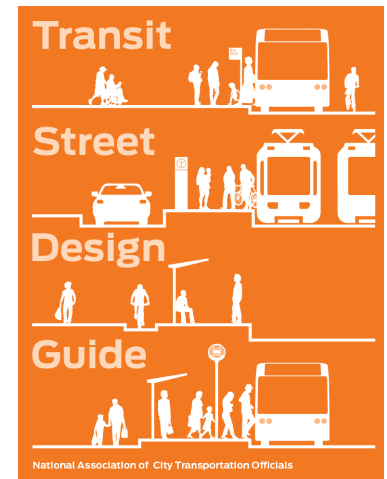 Transit
Street
Design
Guide
National Association of City Transportation Officials